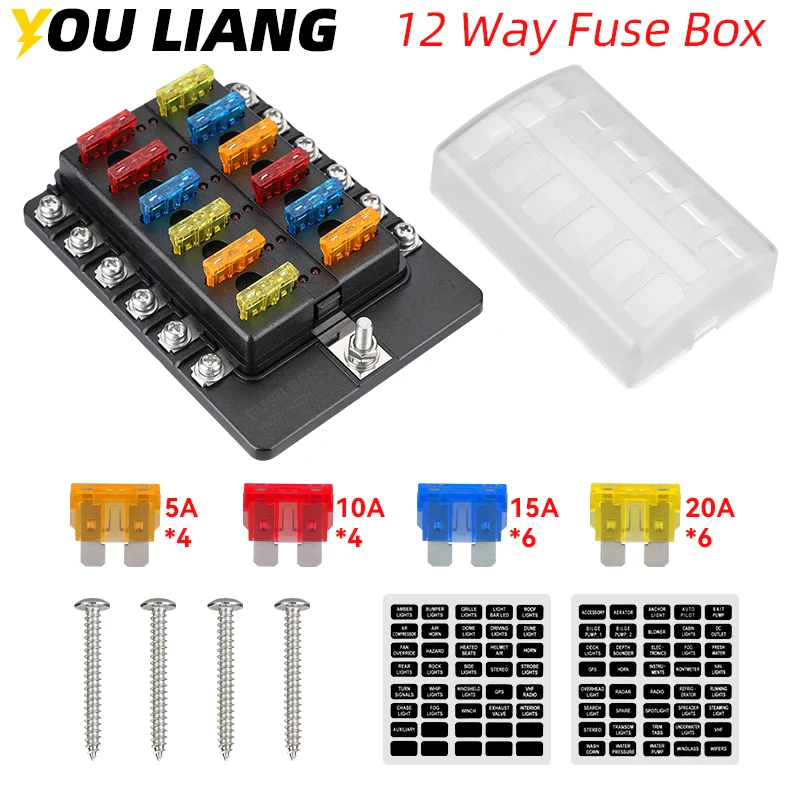 YOU LIANG
12 Way Fuse Box
5A
*4
10A
*4
15A
*6
20A
*6
AMBER LIGHTS
BUMPER LIGHTS
GRILLE LIGHTS
LIGHT BAR-LED
ROOF LIGHTS
AIR COMPRESSOR
AIR HORN
DOME LIGHT
DRIVING LIGHTS
DUNE LIGHT
FAN OVERRIDE
HAZARD
HEATED SEATS
HELMET AIR
HORN
REAR LIGHTS
ROCK LIGHTS
SIDE LIGHTS
STEREO
STROBE LIGHTS
TURN SIGNALS
WHIP LIGHTS
WINDSHIELD LIGHTS
GPS
VHF RADIO
CHASE LIGHT
FOG LIGHTS
WINCH
EXHAUST VALVE
INTERIOR LIGHTS
AUXILIARY
ACCESSORY
AERATOR
ANCHOR LIGHT
AUTO PILOT
BAIT PUMP
BILGE PUMP_1
BILGE PUMP_2
BLOWER
CABIN LIGHTS
DC OUTLET
DECK LIGHTS
DEPTH SOUNDER
ELEC- TRONICS
FOG LIGHTS
FRESH WATER
GPS
HORN
INSTRU- MENTS
KONTMETER
NAV. LIGHTS
OVERHEAD LIGHT
RADAR
RADIO
REFRIG- ERATOR
RUNNING LIGHTS
SEARCH LIGHT
SPARE
SPOTLIGHT
SPREADER LIGHTS
STEAMING LIGHT
STEREO
TRANSOM LIGHTS
TRIM TABS
UNDERWATER LIGHTS
VHF
WASH DOWN
WATER PRESSURE
WATER PUMP
WINDLASS
WIPERS